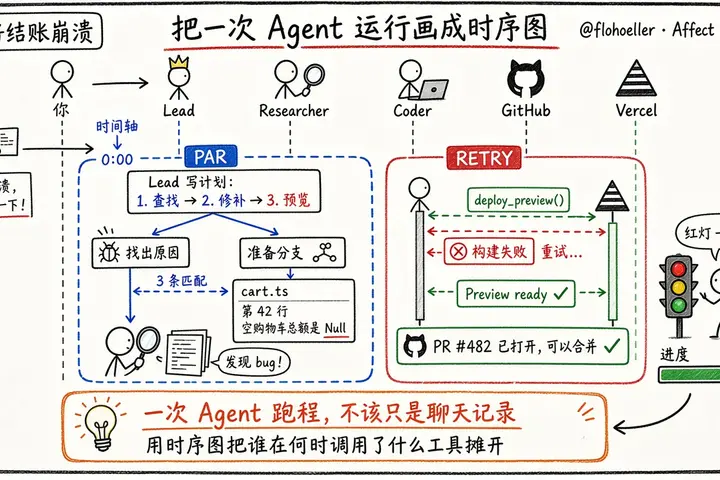 结账崩溃
把一次 Agent 运行画成时序图
@flohoeller · Affect
你
Lead
Researcher
Coder
GitHub
Vercel
时间轴
0:00
PAR
Lead 写计划:
1. 查找 → 2. 修补 → 3. 预览
找出原因
准备分支
3 条匹配
cart.ts
第 42 行
空购物车总额是 Null
发现 bug!
RETRY
deploy_preview()
构建失败 重试...
Preview ready ✓
PR #482 已打开, 可以合并 ✓
溃,
一下!
红灯一
进度
一次 Agent 跑程, 不该只是聊天记录
用时序图把谁在何时调用了什么工具摊开